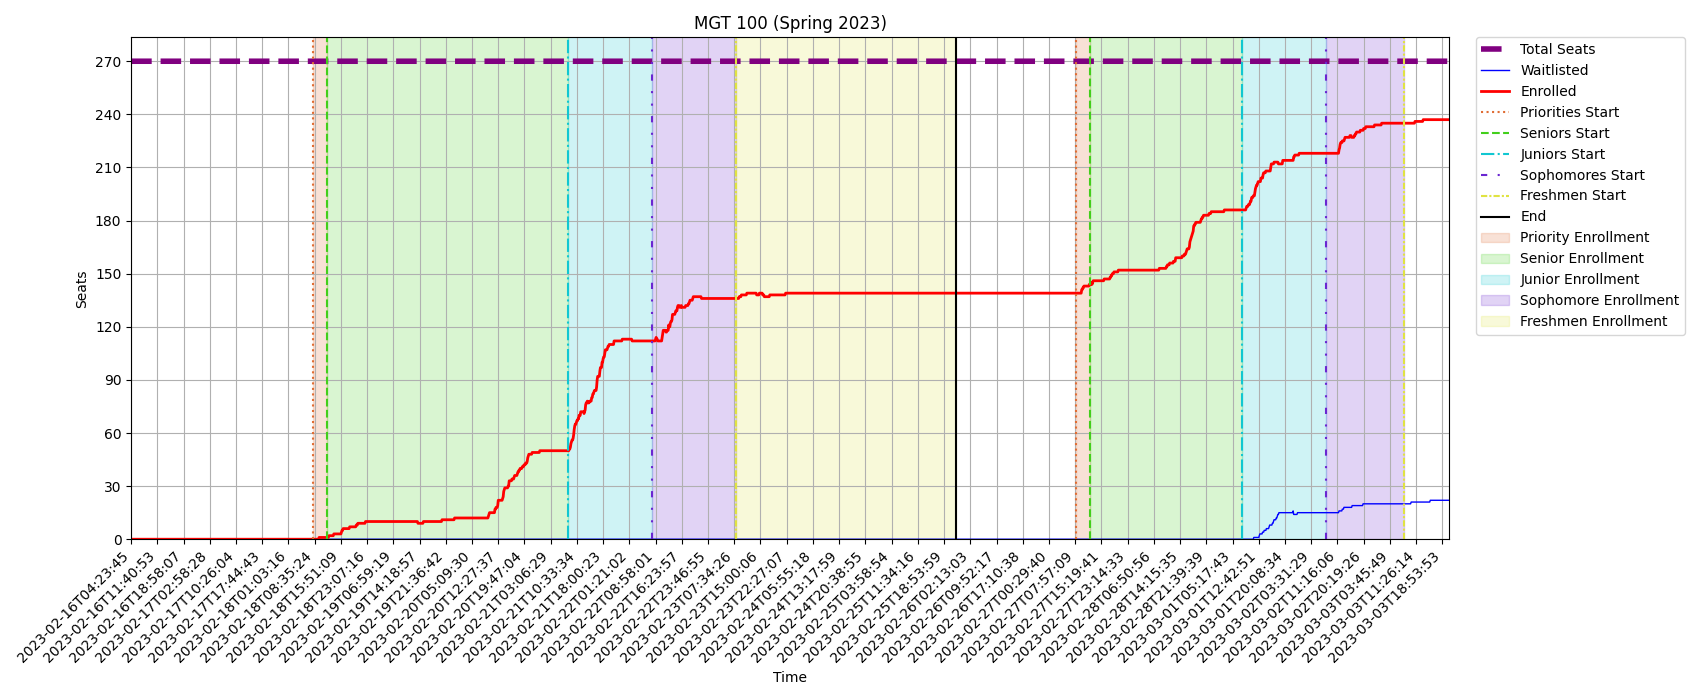 MGT 100 (Spring 2023)
Seats
270
240
210
180
150
120
90
60
30
0
2023-02-16T04:23:45
2023-02-16T11:40:53
2023-02-16T18:58:07
2023-02-17T02:58:28
2023-02-17T10:26:04
2023-02-17T17:44:43
2023-02-18T01:03:16
2023-02-18T08:35:24
2023-02-18T15:51:09
2023-02-18T23:07:16
2023-02-19T06:59:19
2023-02-19T14:18:57
2023-02-19T21:36:42
2023-02-20T05:09:30
2023-02-20T12:27:37
2023-02-20T19:47:04
2023-02-21T03:06:29
2023-02-21T10:33:34
2023-02-21T18:00:23
2023-02-22T01:21:02
2023-02-22T08:58:01
2023-02-22T16:23:57
2023-02-22T23:46:55
2023-02-23T07:34:26
2023-02-23T15:00:06
2023-02-23T22:27:07
2023-02-24T05:55:18
2023-02-24T13:17:59
2023-02-24T20:38:55
2023-02-25T03:58:54
2023-02-25T11:34:16
2023-02-25T18:53:59
2023-02-26T02:13:03
2023-02-26T09:52:17
2023-02-26T17:10:38
2023-02-27T00:29:40
2023-02-27T07:57:09
2023-02-27T15:19:41
2023-02-27T23:14:33
2023-02-28T06:50:56
2023-02-28T14:15:35
2023-02-28T21:39:39
2023-03-01T05:17:43
2023-03-01T12:42:51
2023-03-01T20:08:34
2023-03-02T03:31:29
2023-03-02T11:16:06
2023-03-02T20:19:26
2023-03-03T03:45:49
2023-03-03T11:26:14
2023-03-03T18:53:53
Time
Total Seats
Waitlisted
Enrolled
Priorities Start
Seniors Start
Juniors Start
Sophomores Start
Freshmen Start
End
Priority Enrollment
Senior Enrollment
Junior Enrollment
Sophomore Enrollment
Freshmen Enrollment